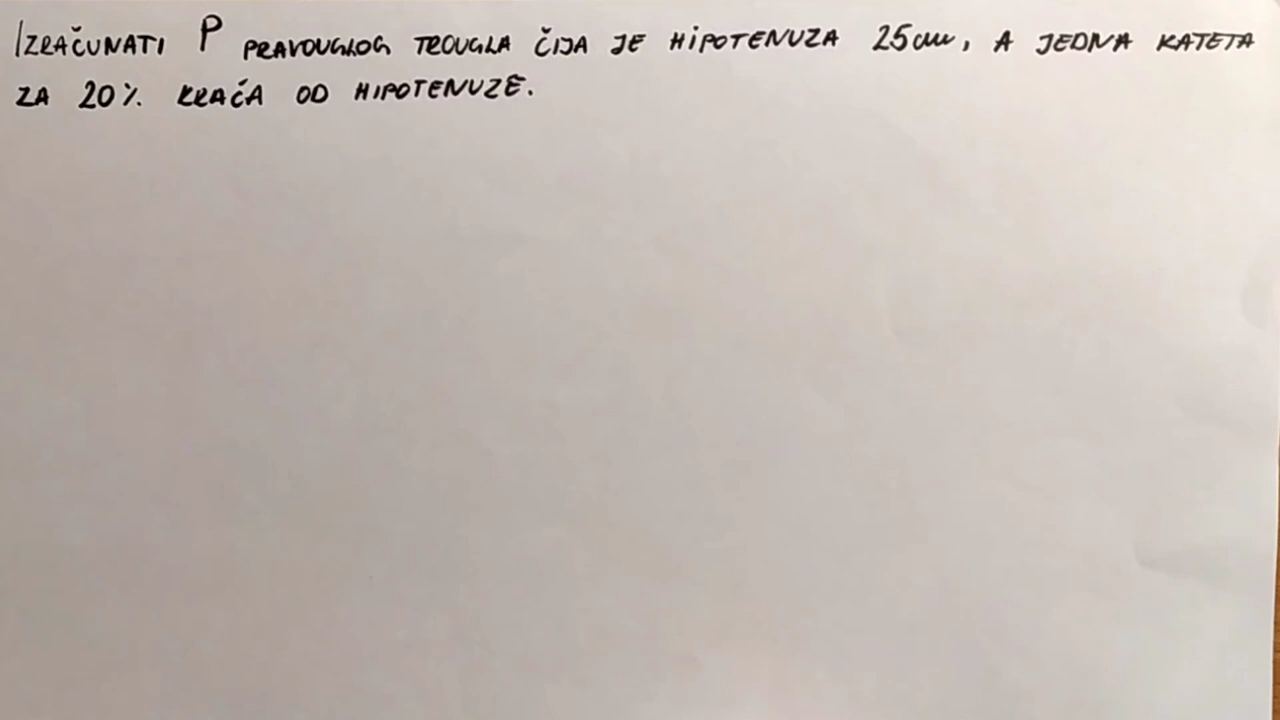 IZRAČUNATI P PRAVOUGLOG TROUGLA ČIJA JE HIPOTENUZA 25cm, A JEDNA KATETA
ZA 20% KRAĆA OD HIPOTENUZE.